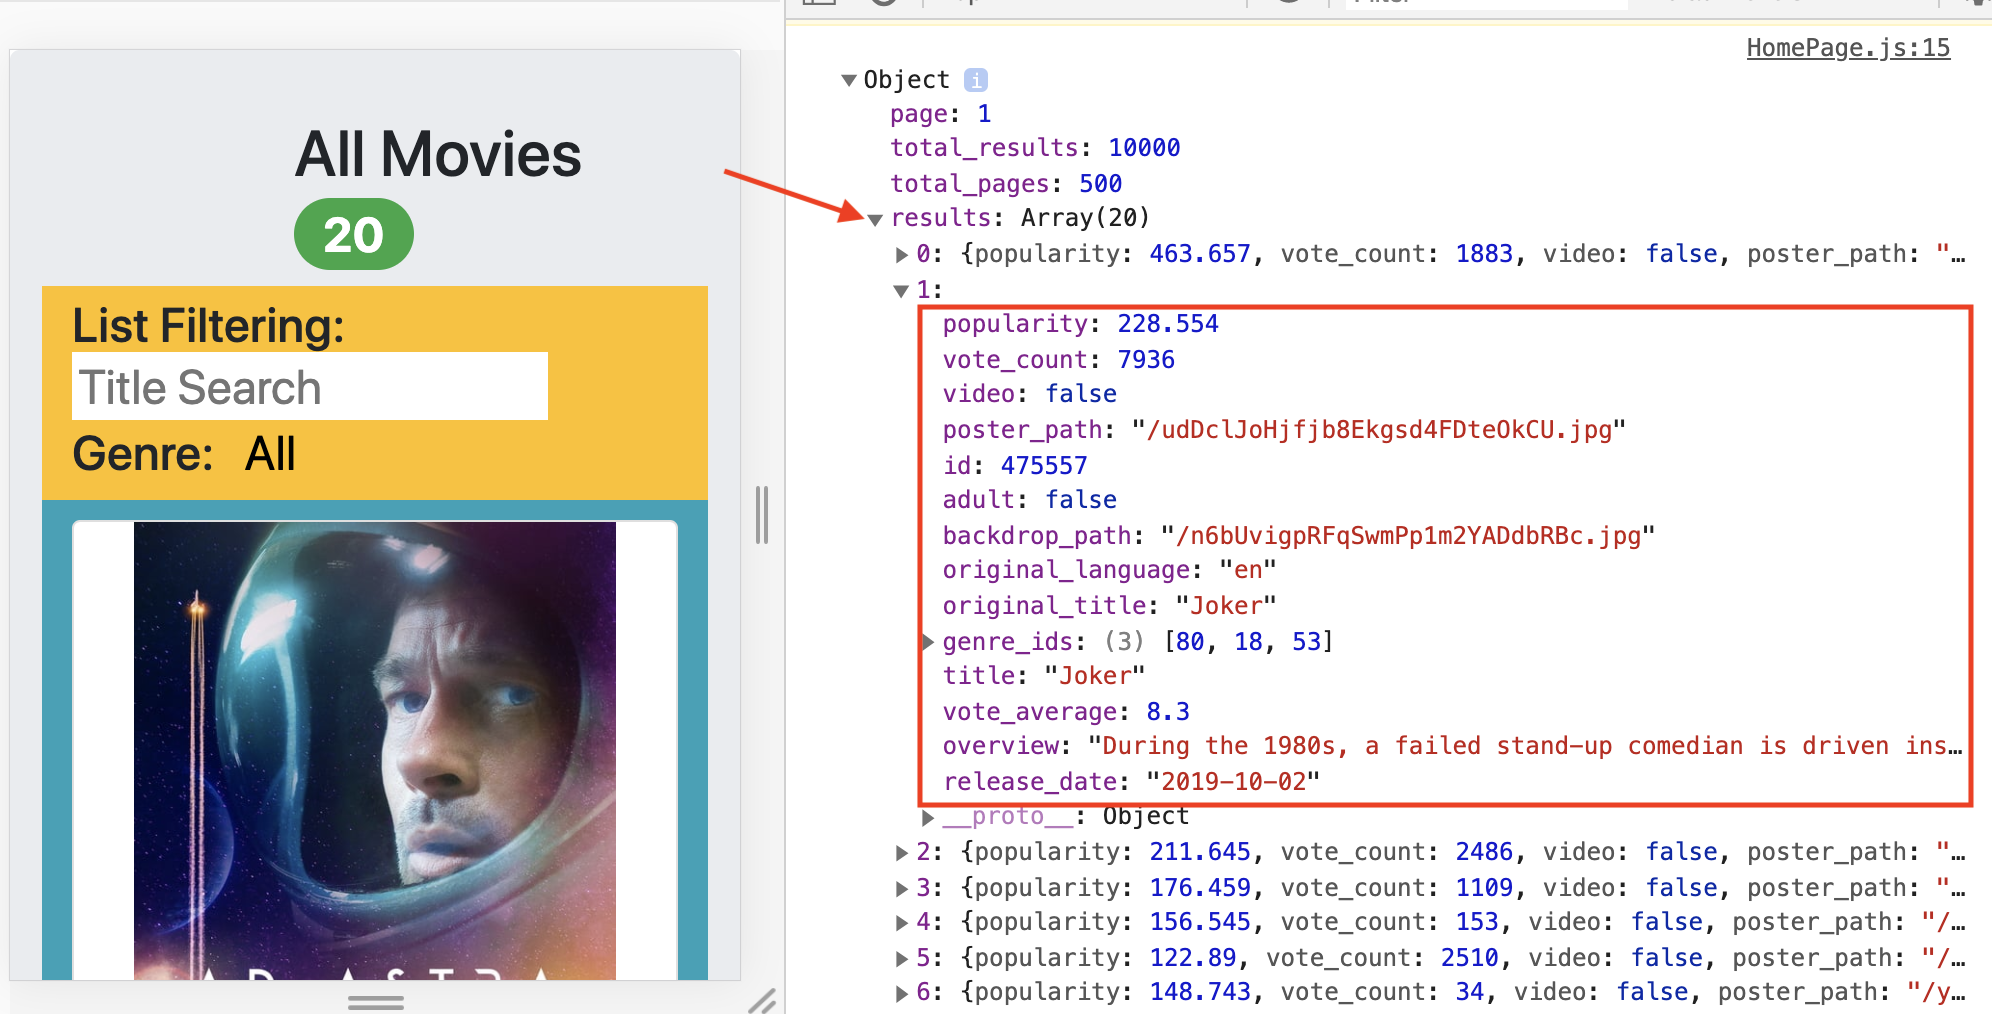 All Movies
20
List Filtering:
Title Search
Genre: All
HomePage.js:15
Object i
page: 1
total_results: 10000
total_pages: 500
results: Array(20)
0: {popularity: 463.657, vote_count: 1883, video: false, poster_path: "…
1:
popularity: 228.554
vote_count: 7936
video: false
poster_path: "/udDclJoHjfjb8Ekgsd4FDteOkCU.jpg"
id: 475557
adult: false
backdrop_path: "/n6bUvigpRFqSwmPp1m2YADdbRBc.jpg"
original_language: "en"
original_title: "Joker"
genre_ids: (3) [80, 18, 53]
title: "Joker"
vote_average: 8.3
overview: "During the 1980s, a failed stand-up comedian is driven ins…
release_date: "2019-10-02"
__proto__: Object
2: {popularity: 211.645, vote_count: 2486, video: false, poster_path: "…
3: {popularity: 176.459, vote_count: 1109, video: false, poster_path: "…
4: {popularity: 156.545, vote_count: 153, video: false, poster_path: "/…
5: {popularity: 122.89, vote_count: 2510, video: false, poster_path: "/…
6: {popularity: 148.743, vote_count: 34, video: false, poster_path: "/y…